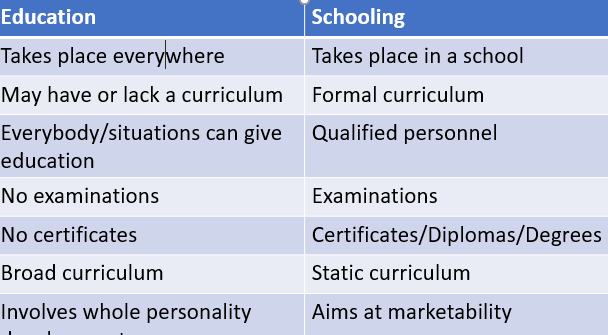 Education Schooling
Takes place everywhere Takes place in a school
May have or lack a curriculum Formal curriculum
Everybody/situations can give Qualified personnel
education
No examinations Examinations
No certificates Certificates/Diplomas/Degrees
Broad curriculum Static curriculum
Involves whole personality Aims at marketability